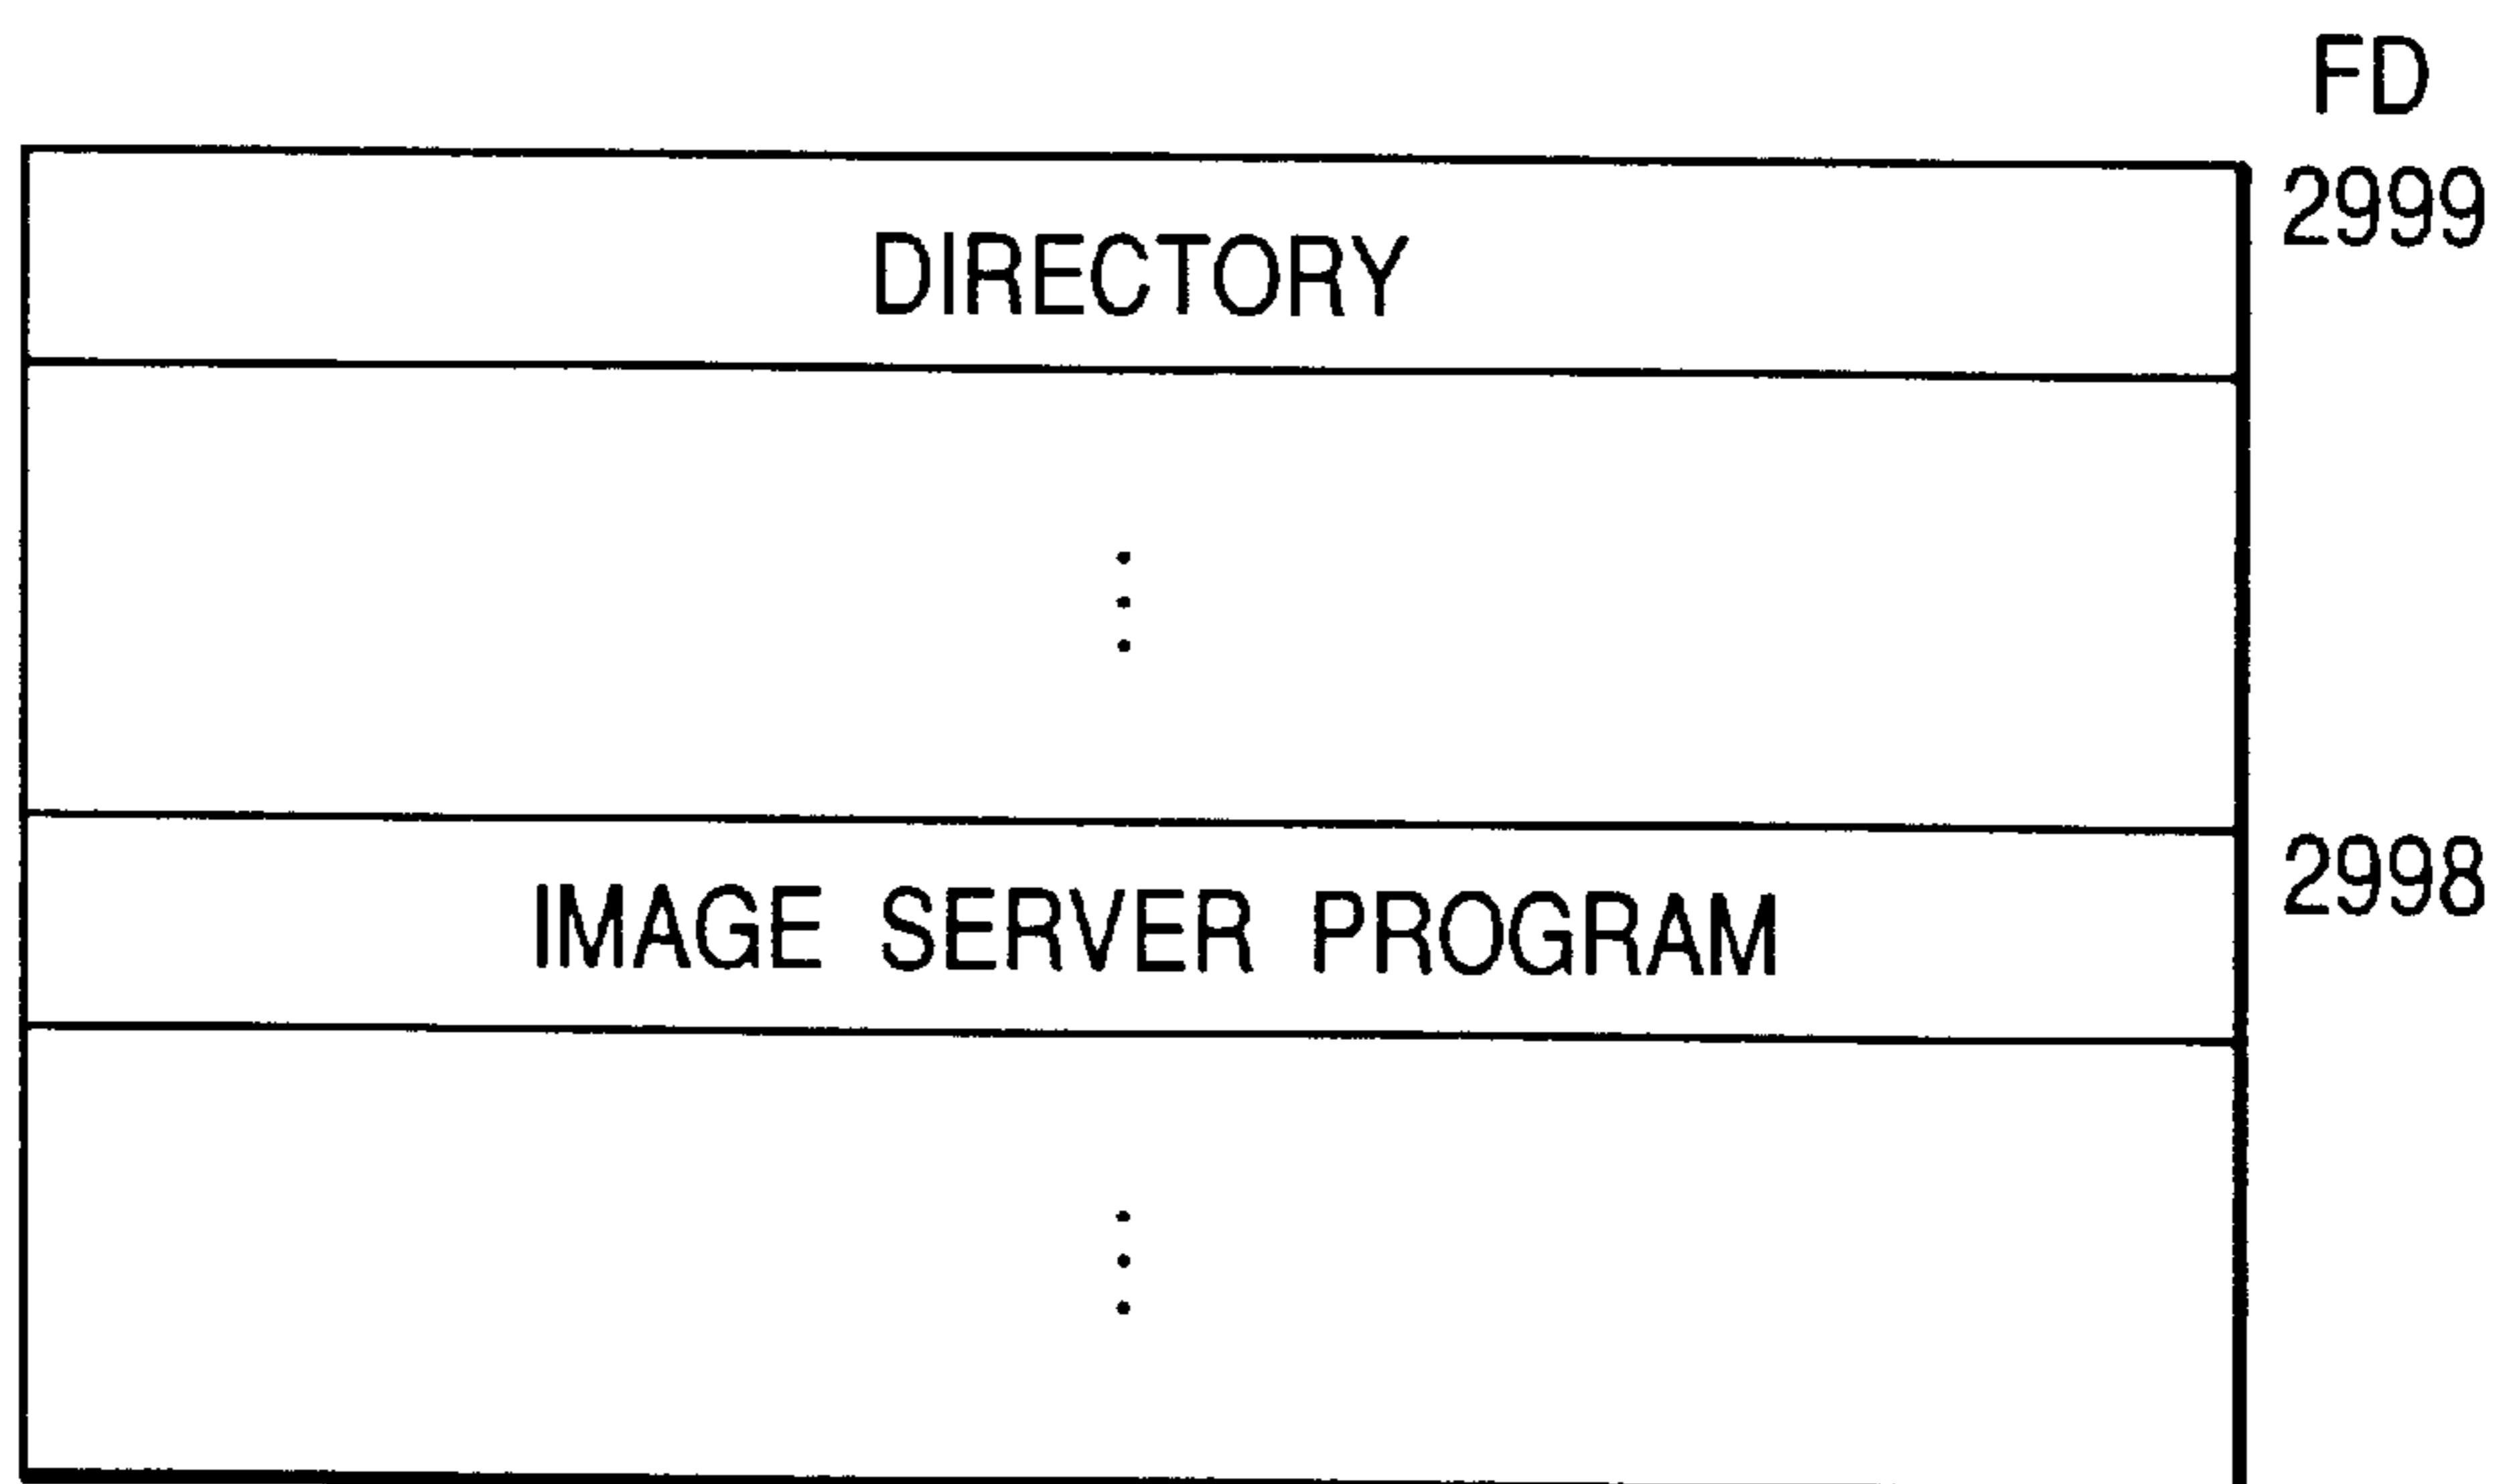 FD
2999
DIRECTORY
2998
IMAGE SERVER PROGRAM